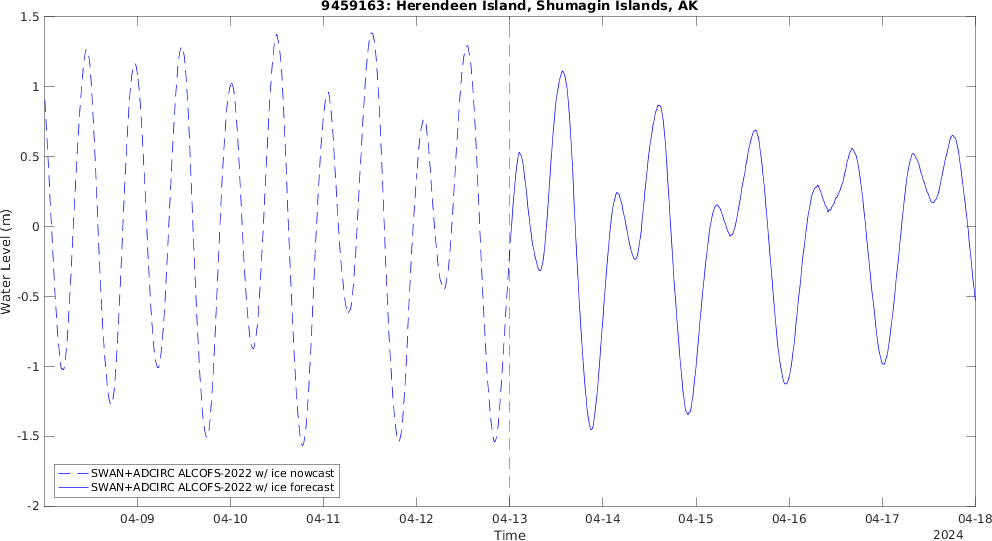 9459163: Herendeen Island, Shumagin Islands, AK
1.5
1
0.5
0
-0.5
-1
-1.5
-2
Water Level (m)
SWAN+ADCIRC ALCOFS-2022 w/ ice nowcast
SWAN+ADCIRC ALCOFS-2022 w/ ice forecast
04-09 04-10 04-11 04-12 04-13 04-14 04-15 04-16 04-17 04-18
Time
2024